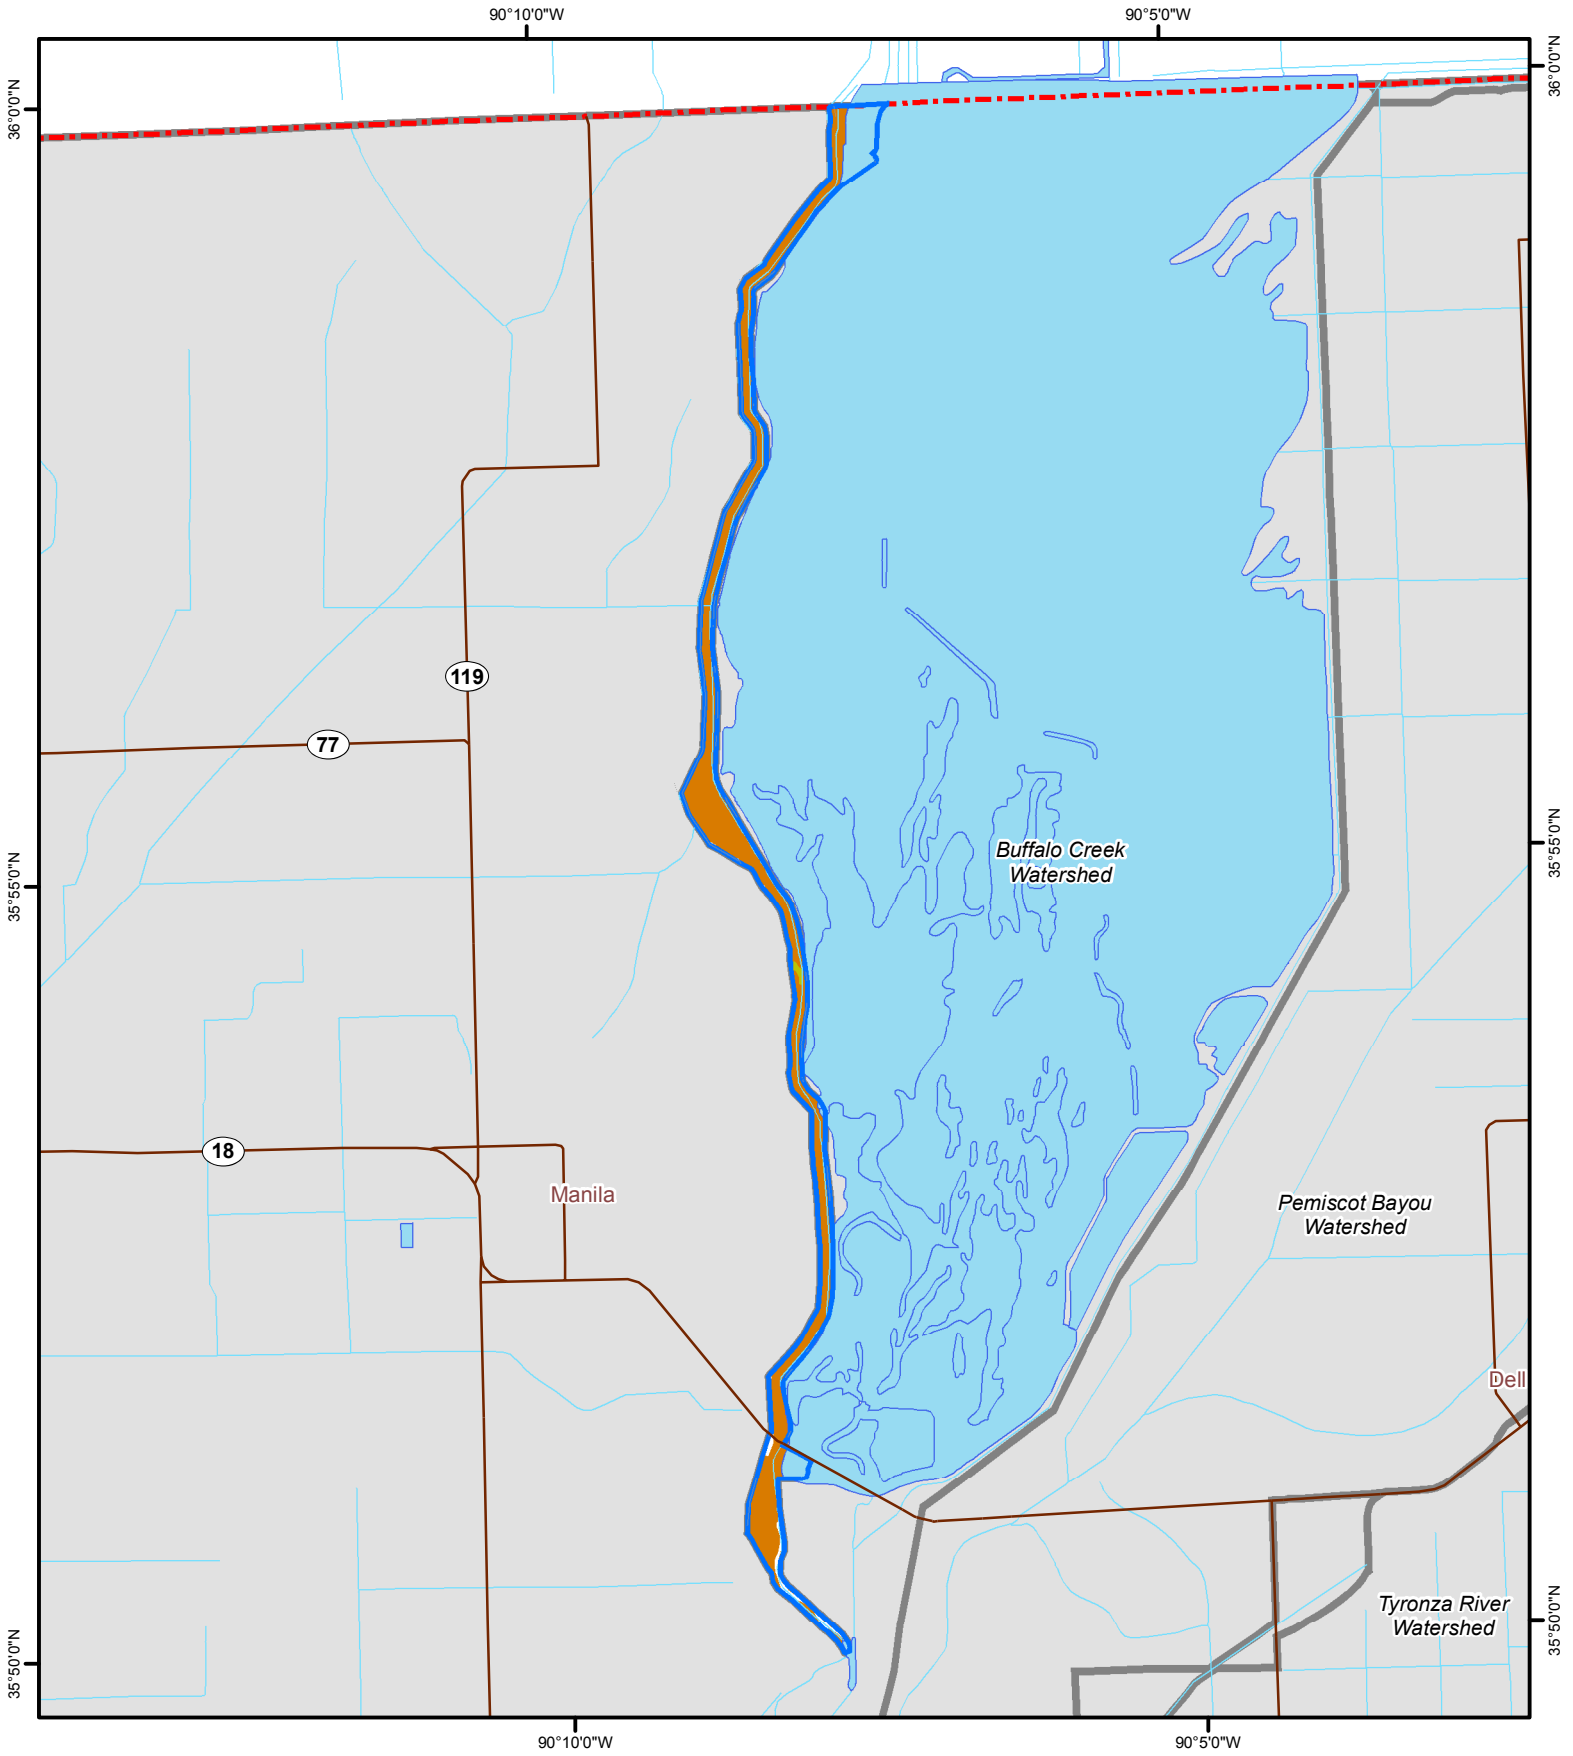 90°10'0"W
90°5'0"W
36°0'0"N
36°0'0"N
119
77
Buffalo Creek
Watershed
35°55'0"N
35°55'0"N
18
Manila
Pemiscot Bayou
Watershed
Dell
Tyronza River
Watershed
35°50'0"N
35°50'0"N
90°10'0"W
90°5'0"W